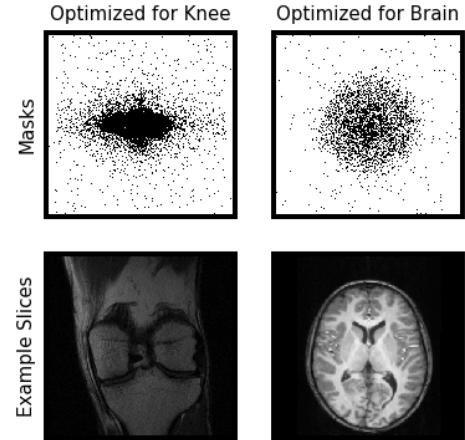 Optimized for Knee
Optimized for Brain
Masks
Example Slices